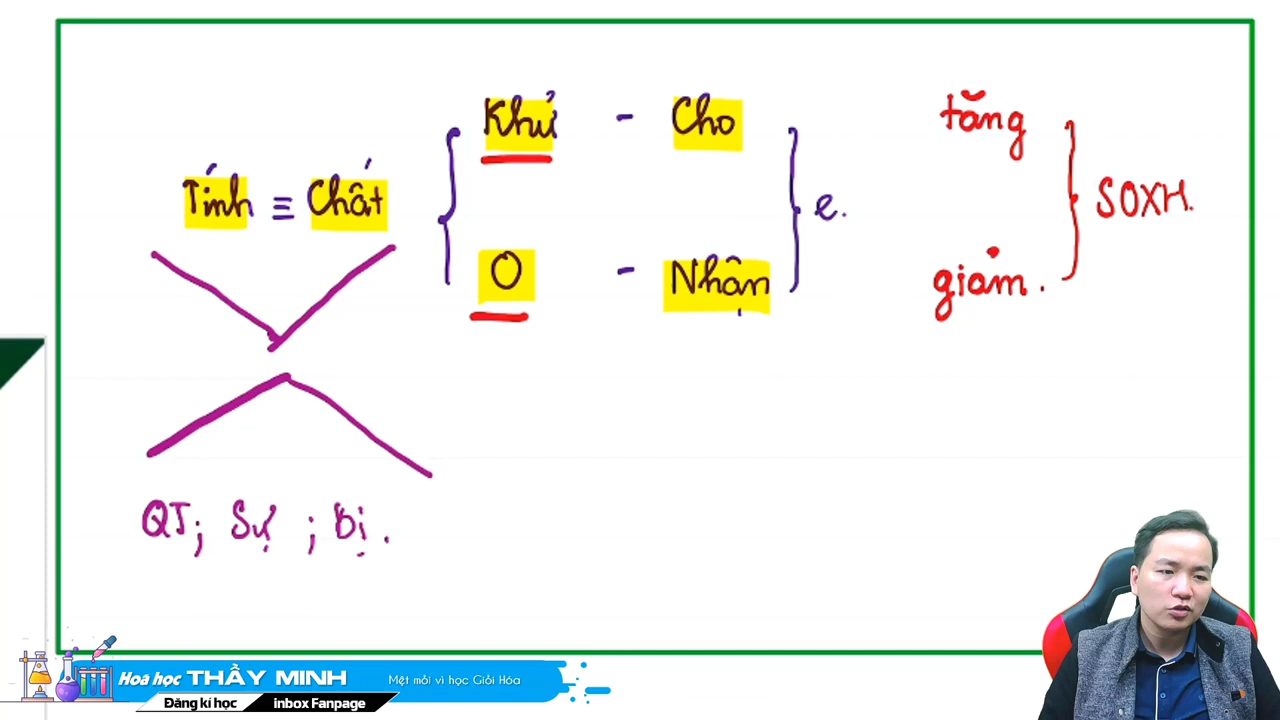 Khử - Cho tăng
Tính ≡ Chất e. SOXH.
O - Nhận giảm.
QT; Sự ; Bị.
Hoá học THẦY MINH Mệt mỏi vì học Giỏi Hóa
Đăng kí học inbox Fanpage